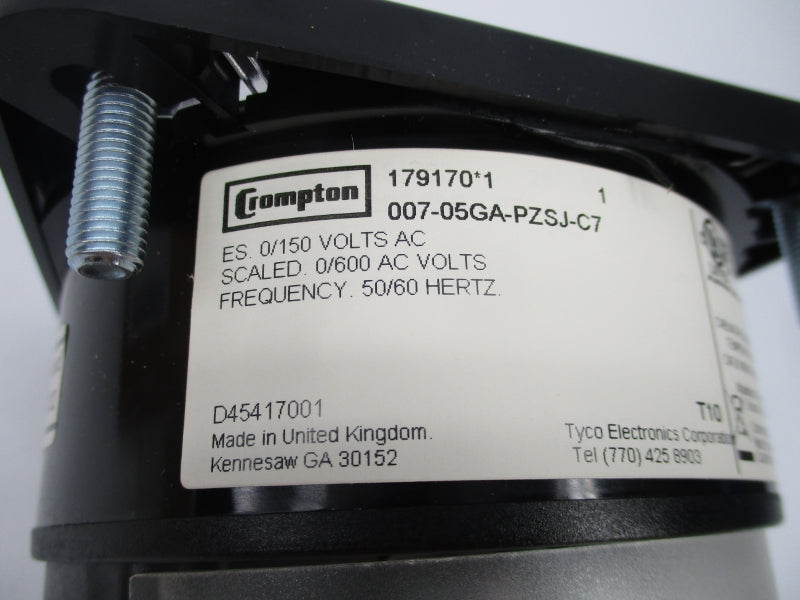 Crompton
179170*1 1
007-05GA-PZSJ-C7
ES. 0/150 VOLTS AC
SCALED. 0/600 AC VOLTS
FREQUENCY. 50/60 HERTZ.
D45417001 T10
Made in United Kingdom. Tyco Electronics Corporation
Kennesaw GA 30152 Tel (770) 425 8903